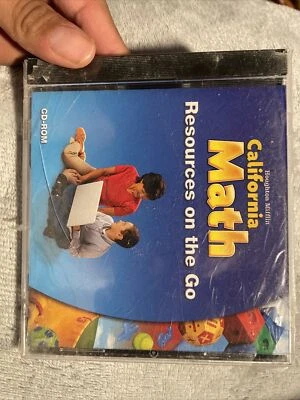 Houghton Mifflin
California
Math
Resources on the Go
CD-ROM